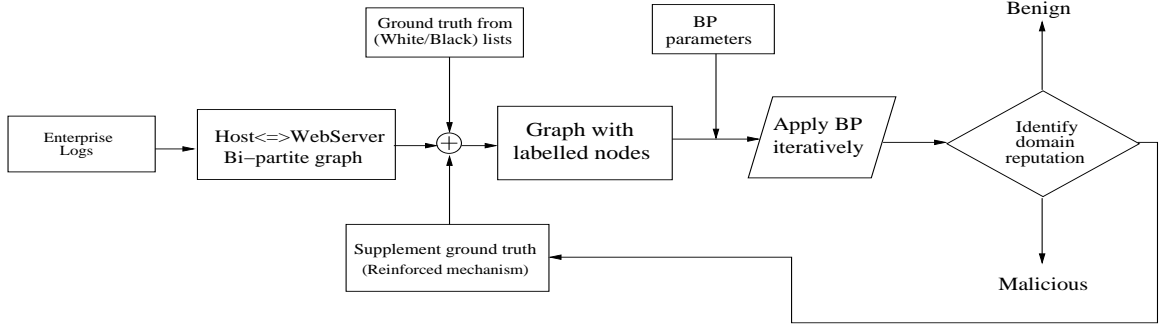 Ground truth from
(White/Black) lists
BP
parameters
Benign
Enterprise
Logs
Host<=>WebServer
Bi-partite graph
+
Graph with
labelled nodes
Apply BP
iteratively
Identify
domain
reputation
Supplement ground truth
(Reinforced mechanism)
Malicious